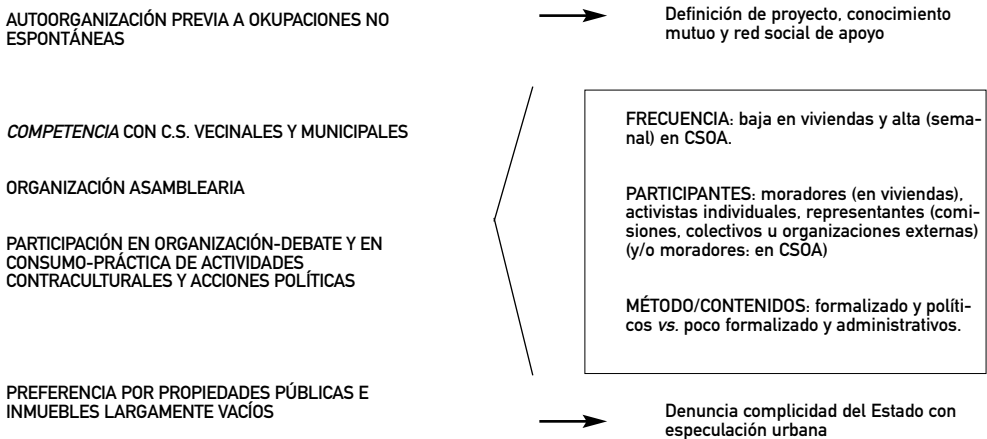 AUTOORGANIZACIÓN PREVIA A OKUPACIONES NO
ESPONTÁNEAS
Definición de proyecto, conocimiento
mutuo y red social de apoyo
COMPETENCIA CON C.S. VECINALES Y MUNICIPALES
ORGANIZACIÓN ASAMBLEARIA
PARTICIPACIÓN EN ORGANIZACIÓN-DEBATE Y EN
CONSUMO-PRÁCTICA DE ACTIVIDADES
CONTRACULTURALES Y ACCIONES POLÍTICAS
FRECUENCIA: baja en viviendas y alta (sema-
nal) en CSOA.
PARTICIPANTES: moradores (en viviendas),
activistas individuales, representantes (comi-
siones, colectivos u organizaciones externas)
(y/o moradores: en CSOA)
MÉTODO/CONTENIDOS: formalizado y políti-
cos vs. poco formalizado y administrativos.
PREFERENCIA POR PROPIEDADES PÚBLICAS E
INMUEBLES LARGAMENTE VACÍOS
Denuncia complicidad del Estado con
especulación urbana